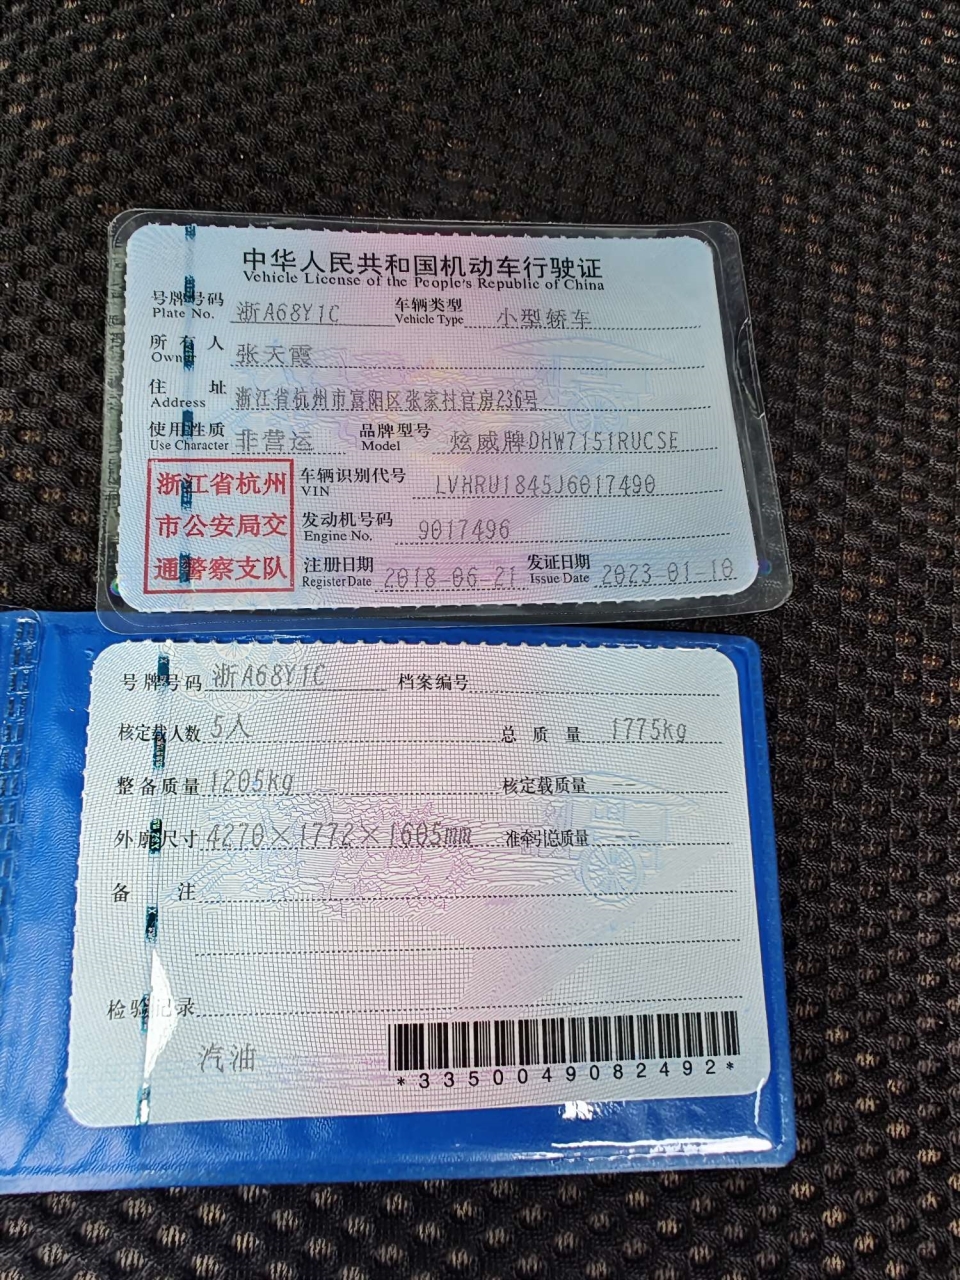 中华人民共和国机动车行驶证
Vehicle License of the People's Republic of China
号牌号码 浙A68Y1C 车辆类型 小型轿车
Plate No. Vehicle Type
所有人 张天霞
Owner
住址 浙江省杭州市富阳区张家村官房236号
Address
使用性质 非营运 品牌型号 炫威牌DHW7151RUCSE
Use Character Model
浙江省杭州
市公安局交
通警察支队
车辆识别代号 LVHRU1845J6017490
VIN
发动机号码 9017496
Engine No.
注册日期 2018-06-21 发证日期 2023-01-10
Register Date Issue Date
号牌号码 浙A68Y1C 档案编号
核定载人数 5人 总质量 1775kg
整备质量 1205kg 核定载质量 --
外廓尺寸 4270×1772×1605mm 准牵引总质量 --
备注
检验记录
汽油
*3350049082492*